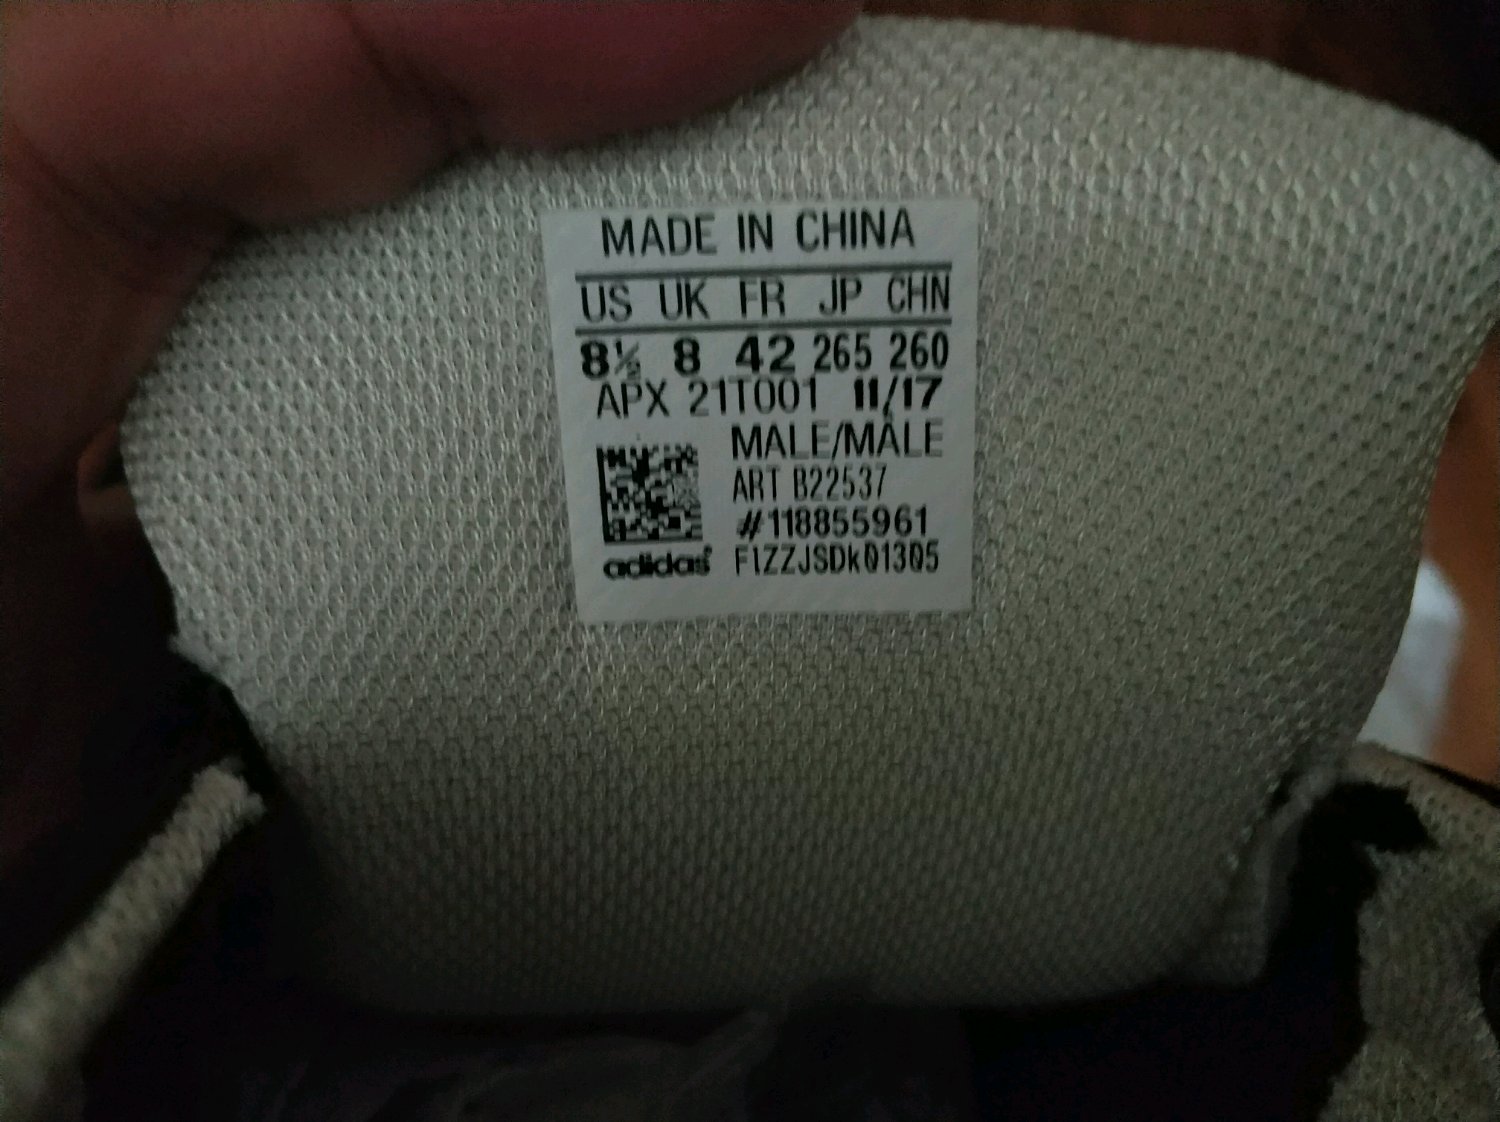 MADE IN CHINA
US UK FR JP CHN
8½ 8 42 265 260
APX 21T001 11/17
MALE/MÂLE
ART B22537
#118855961
adidas® F1ZZJSDK01305